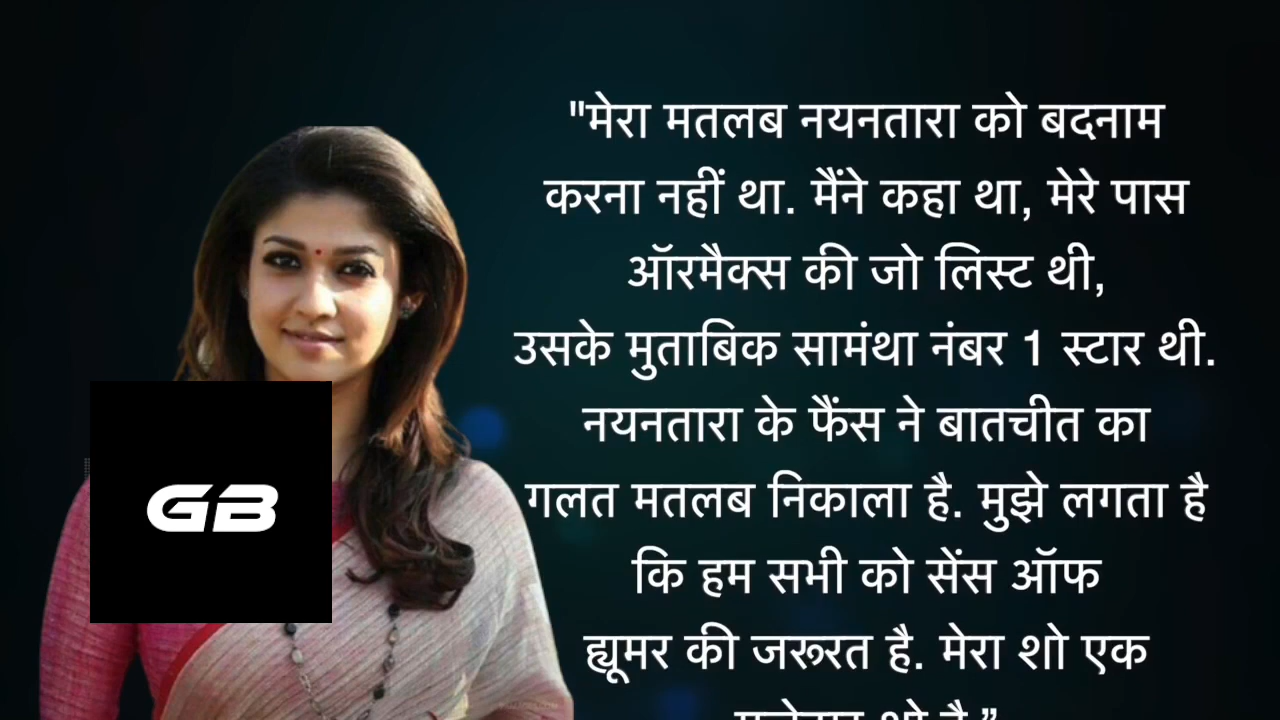 "मेरा मतलब नयनतारा को बदनाम
करना नहीं था. मैंने कहा था, मेरे पास
ऑरमैक्स की जो लिस्ट थी,
उसके मुताबिक सामंथा नंबर 1 स्टार थी.
नयनतारा के फैंस ने बातचीत का
गलत मतलब निकाला है. मुझे लगता है
कि हम सभी को सेंस ऑफ
ह्यूमर की जरूरत है. मेरा शो एक
GB